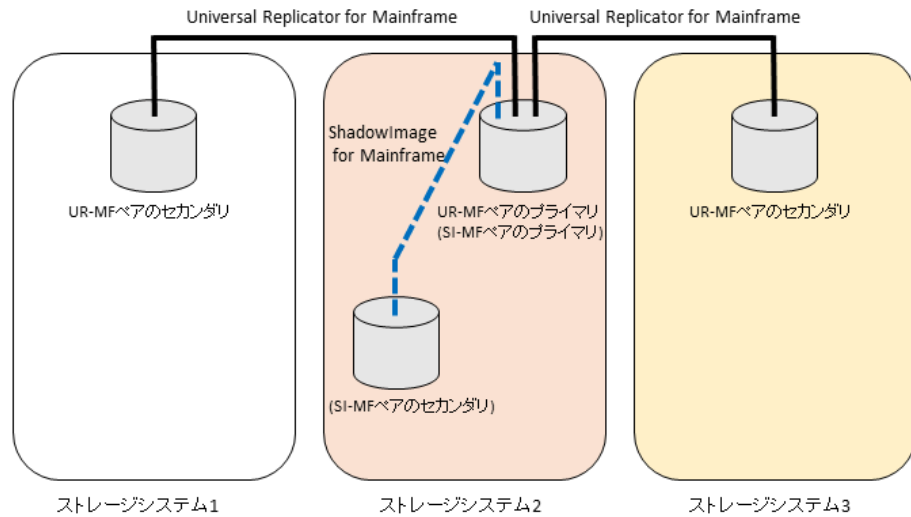 Universal Replicator for Mainframe
Universal Replicator for Mainframe
ShadowImage
for Mainframe
UR-MFペアのセカンダリ
UR-MFペアのプライマリ
(SI-MFペアのプライマリ)
UR-MFペアのセカンダリ
(SI-MFペアのセカンダリ)
ストレージシステム1
ストレージシステム2
ストレージシステム3